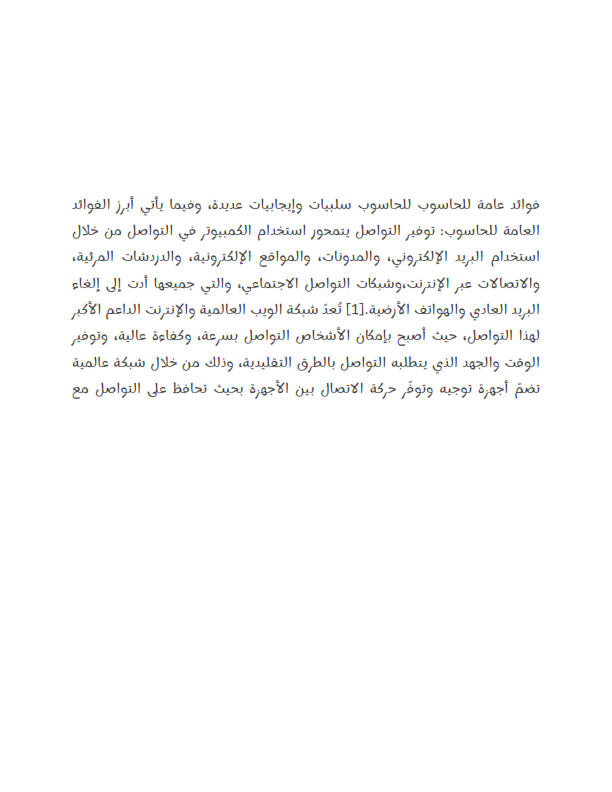 فوائد عامة للحاسوب للحاسوب سلبيات وإيجابيات عديدة، وفيما يأتي أبرز الفوائد
العامة للحاسوب: توفير التواصل يتمحور استخدام الكمبيوتر في التواصل من خلال
استخدام البريد الإلكتروني، والمدونات، والمواقع الإلكترونية، والدردشات المرئية،
والاتصالات عبر الإنترنت،وشبكات التواصل الاجتماعي، والتي جميعها أدت إلى إلغاء
البريد العادي والهواتف الأرضية.[1] تُعدّ شبكة الويب العالمية والإنترنت الداعم الأكبر
لهذا التواصل، حيث أصبح بإمكان الأشخاص التواصل بسرعة، وكفاءة عالية، وتوفير
الوقت والجهد الذي يتطلبه التواصل بالطرق التقليدية، وذلك من خلال شبكة عالمية
تضمّ أجهزة توجيه وتوفّر حركة الاتصال بين الأجهزة بحيث تحافظ على التواصل مع